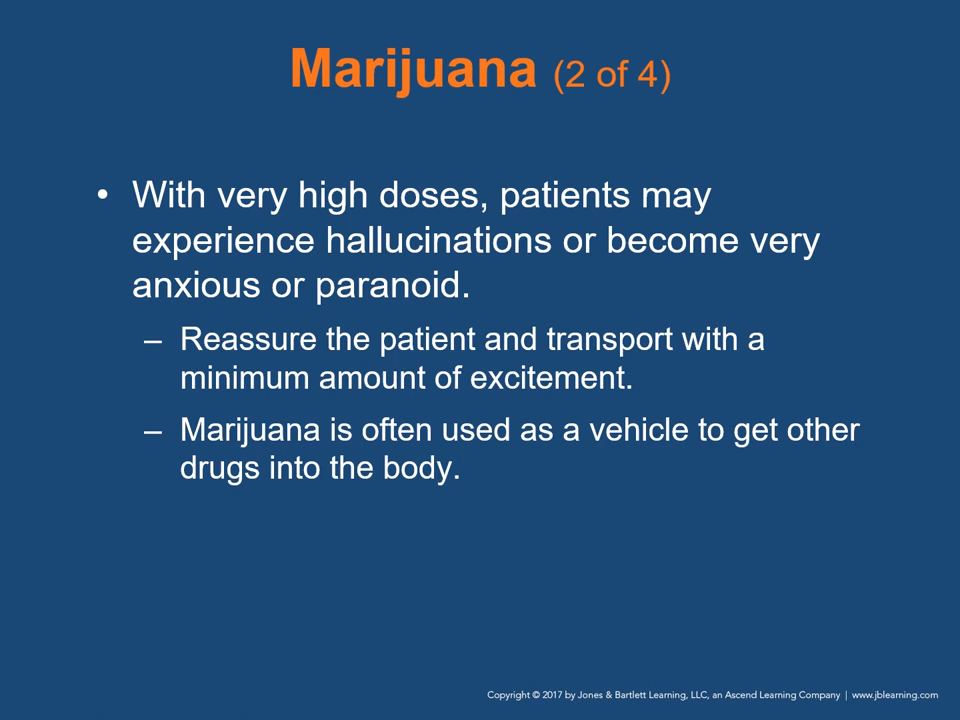 Marijuana (2 of 4)
• With very high doses, patients may
experience hallucinations or become very
anxious or paranoid.
– Reassure the patient and transport with a
minimum amount of excitement.
– Marijuana is often used as a vehicle to get other
drugs into the body.
Copyright © 2017 by Jones & Bartlett Learning, LLC, an Ascend Learning Company | www.jblearning.com